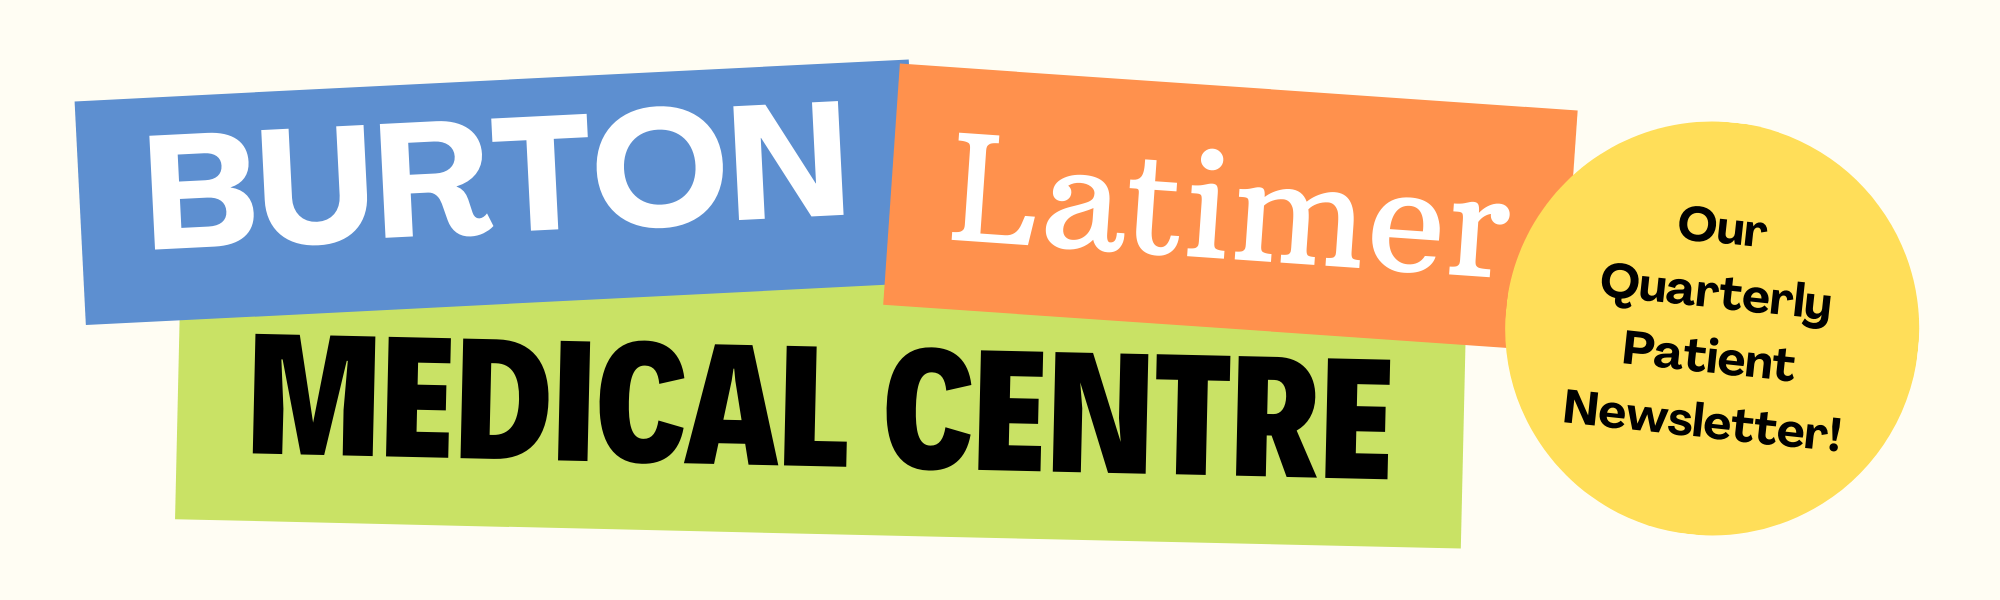 BURTON Latimer
MEDICAL CENTRE
Our
Quarterly
Patient
Newsletter!